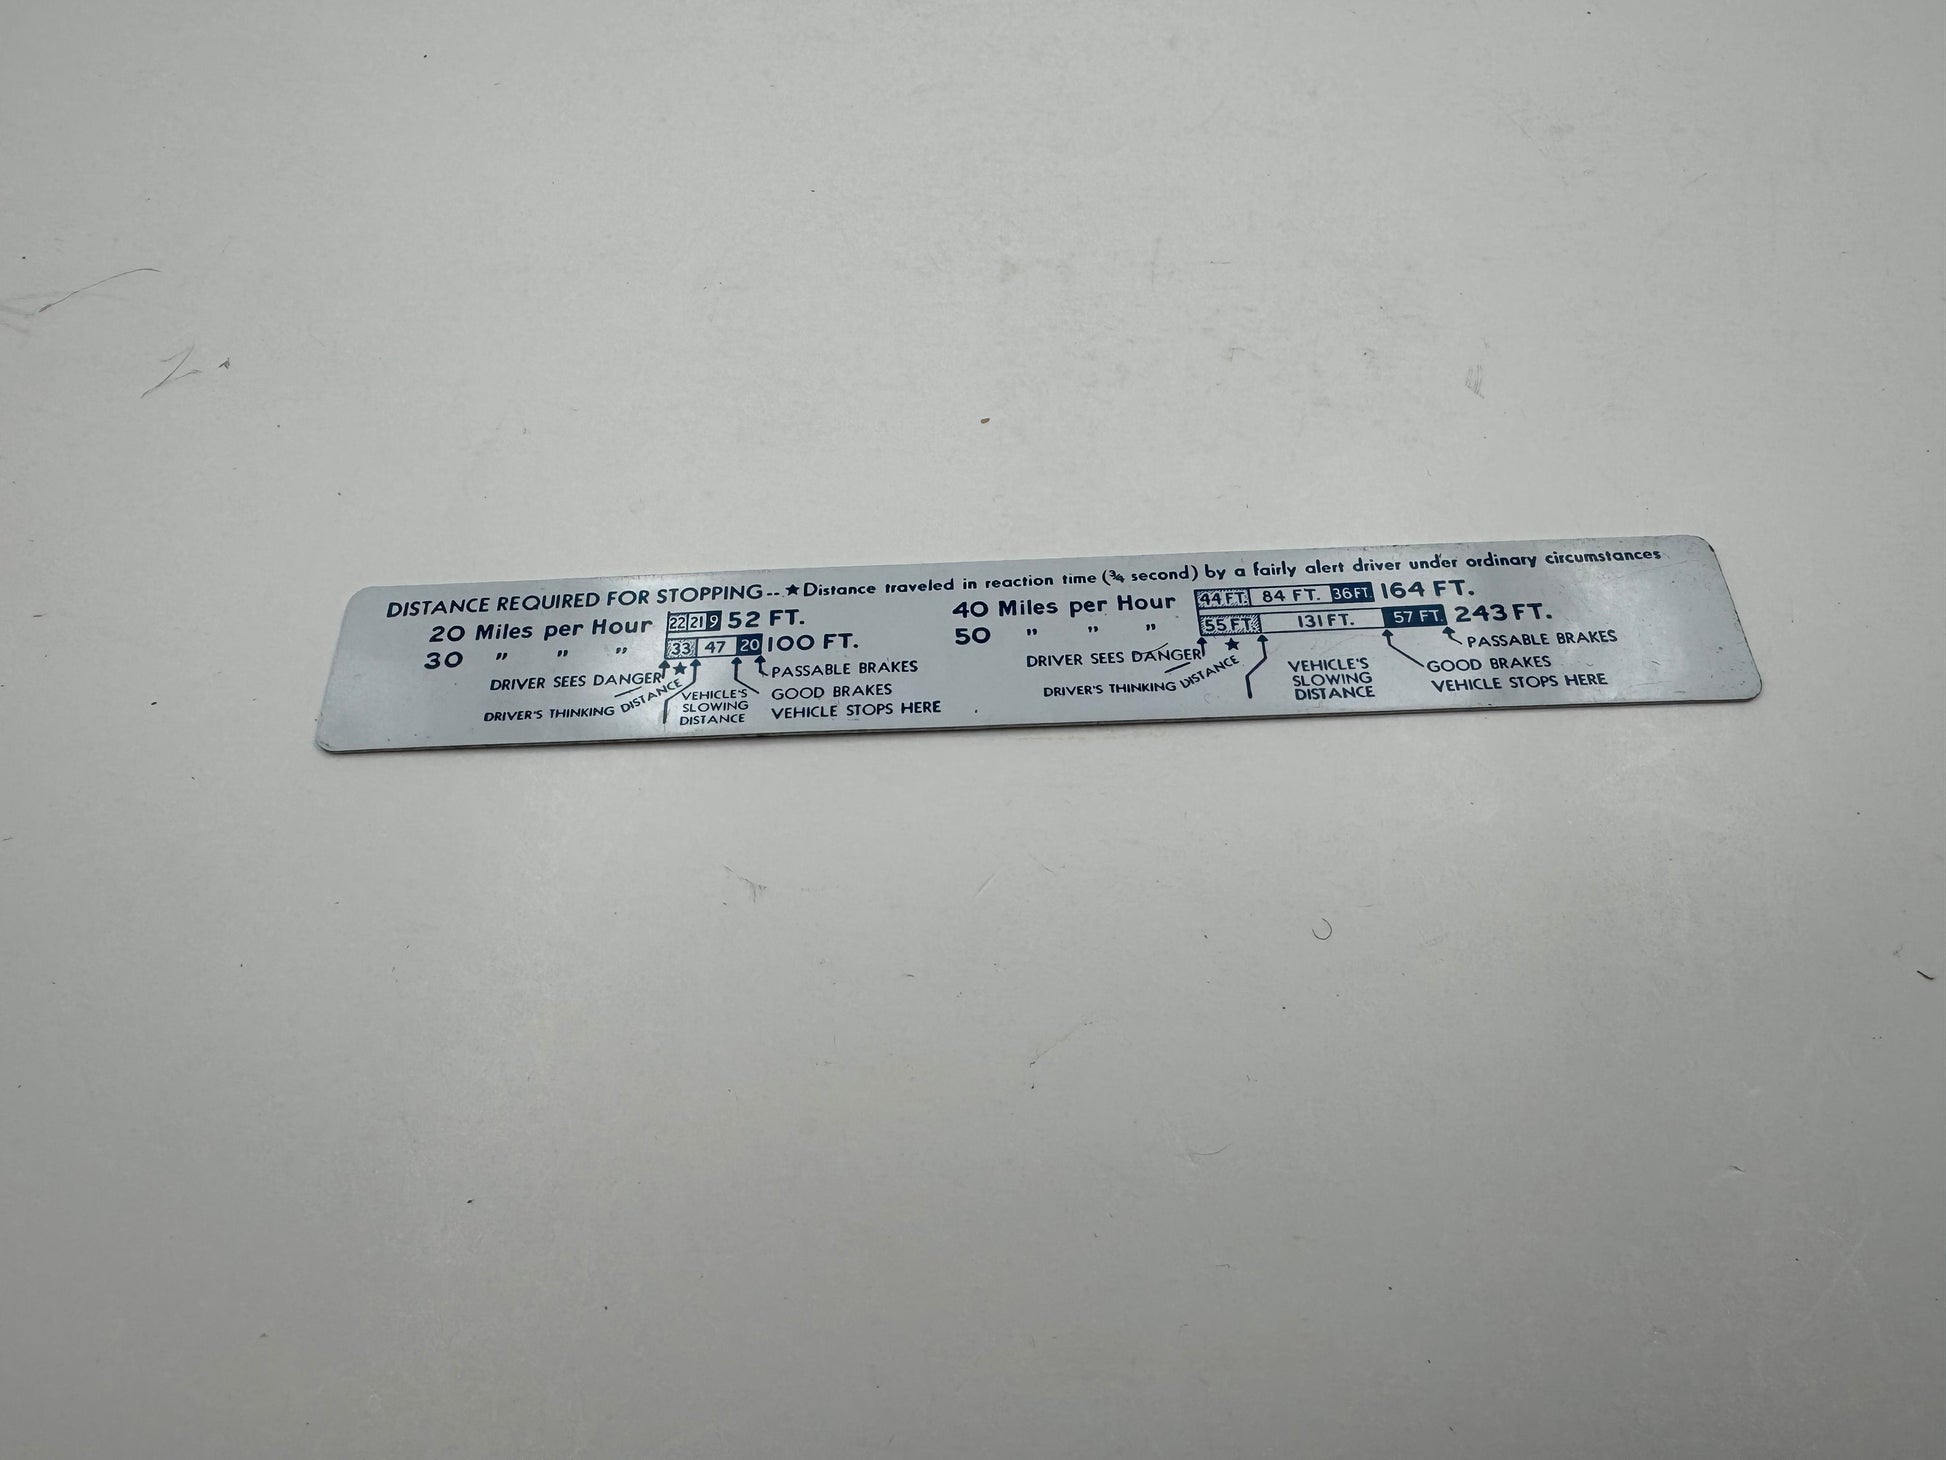 DISTANCE REQUIRED FOR STOPPING-- ★Distance traveled in reaction time (¾ second) by a fairly alert driver under ordinary circumstances
20 Miles per Hour 22 21 9 52 FT.
30 " " " 33 47 20 100 FT.
DRIVER SEES DANGER ★ PASSABLE BRAKES
DRIVER'S THINKING DISTANCE
VEHICLE'S SLOWING DISTANCE
GOOD BRAKES
VEHICLE STOPS HERE
40 Miles per Hour 44 FT. 84 FT. 36 FT. 164 FT.
50 " " " 55 FT. 131 FT. 57 FT. 243 FT.
DRIVER SEES DANGER ★ PASSABLE BRAKES
DRIVER'S THINKING DISTANCE
VEHICLE'S
SLOWING
DISTANCE
GOOD BRAKES
VEHICLE STOPS HERE